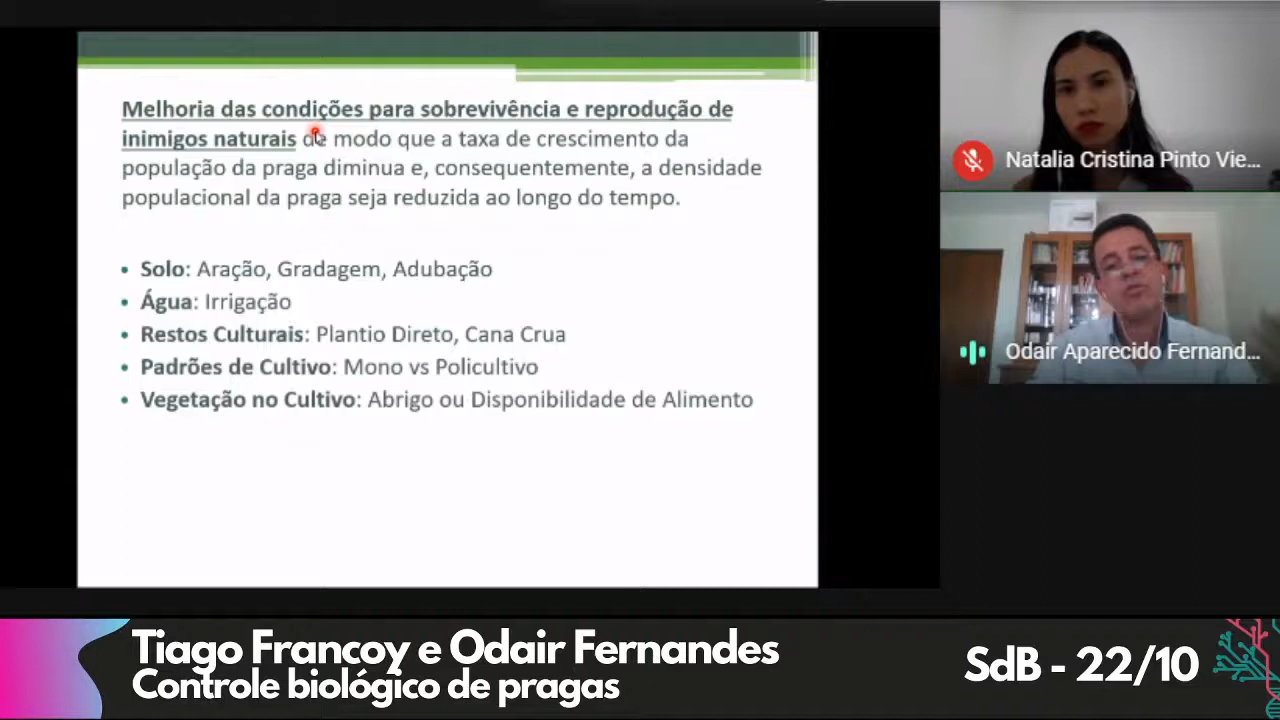 Melhoria das condições para sobrevivência e reprodução de
inimigos naturais de modo que a taxa de crescimento da
população da praga diminua e, consequentemente, a densidade
populacional da praga seja reduzida ao longo do tempo.
• Solo: Aração, Gradagem, Adubação
• Água: Irrigação
• Restos Culturais: Plantio Direto, Cana Crua
• Padrões de Cultivo: Mono vs Policultivo
• Vegetação no Cultivo: Abrigo ou Disponibilidade de Alimento
Natalia Cristina Pinto Vie...
Odair Aparecido Fernand...
Tiago Francoy e Odair Fernandes
Controle biológico de pragas
SdB - 22/10